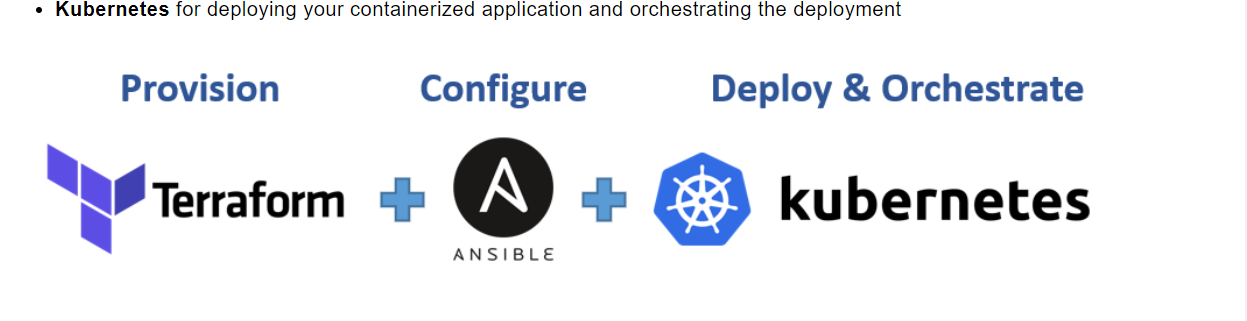 • Kubernetes for deploying your containerized application and orchestrating the deployment
Provision Configure Deploy & Orchestrate
Terraform ANSIBLE kubernetes